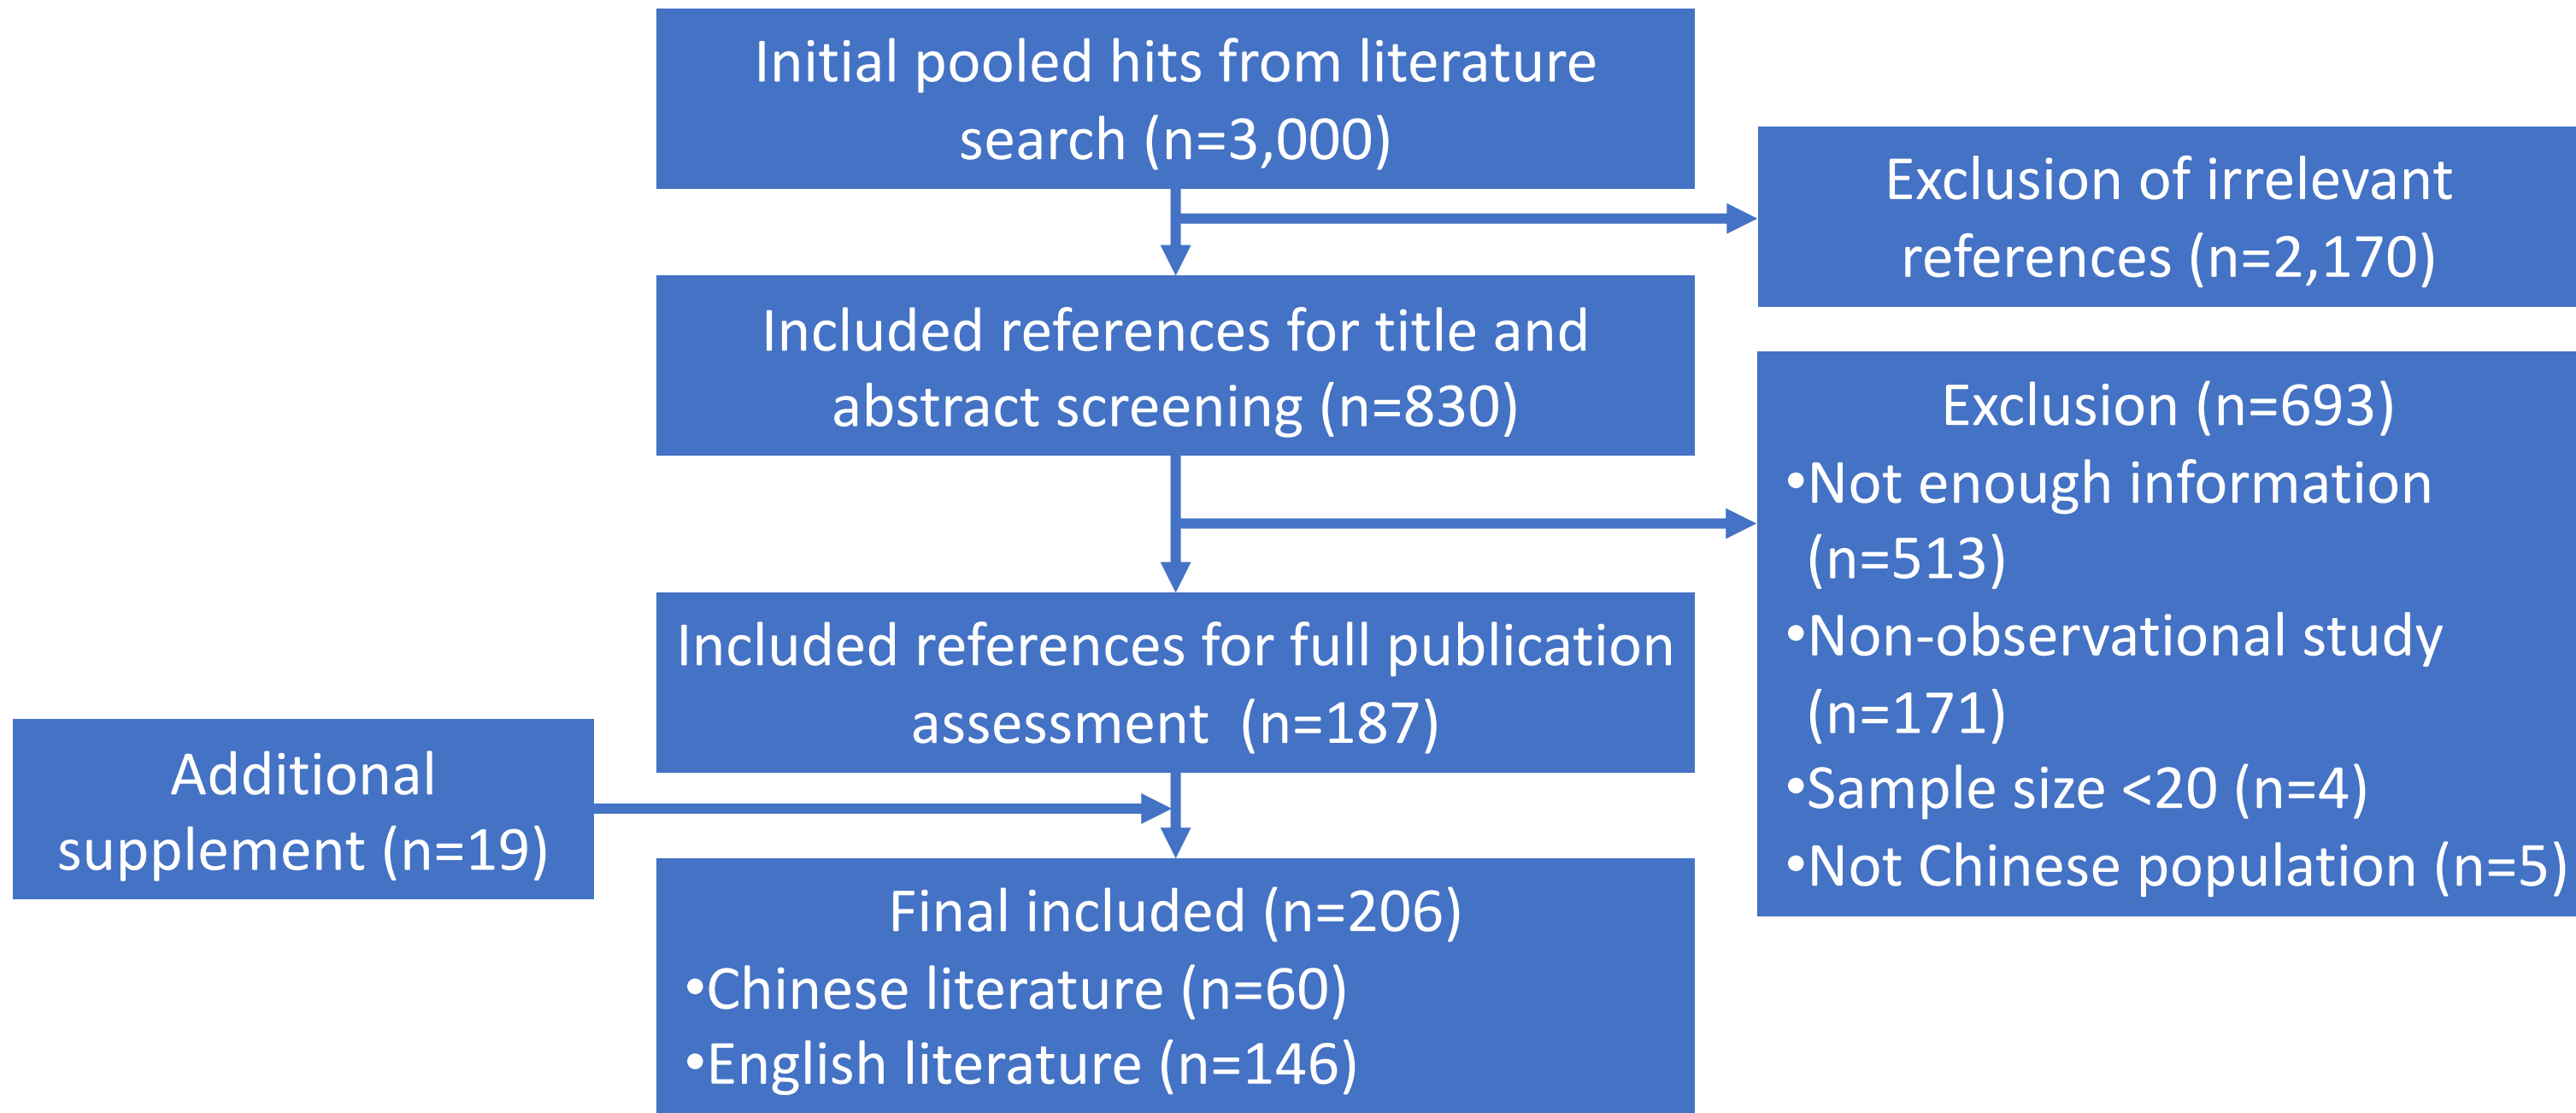 Initial pooled hits from literature
search (n=3,000)
Exclusion of irrelevant
references (n=2,170)
Included references for title and
abstract screening (n=830)
Exclusion (n=693)
•Not enough information
(n=513)
•Non-observational study
(n=171)
•Sample size <20 (n=4)
•Not Chinese population (n=5)
Included references for full publication
assessment  (n=187)
Additional
supplement (n=19)
Final included (n=206)
•Chinese literature (n=60)
•English literature (n=146)